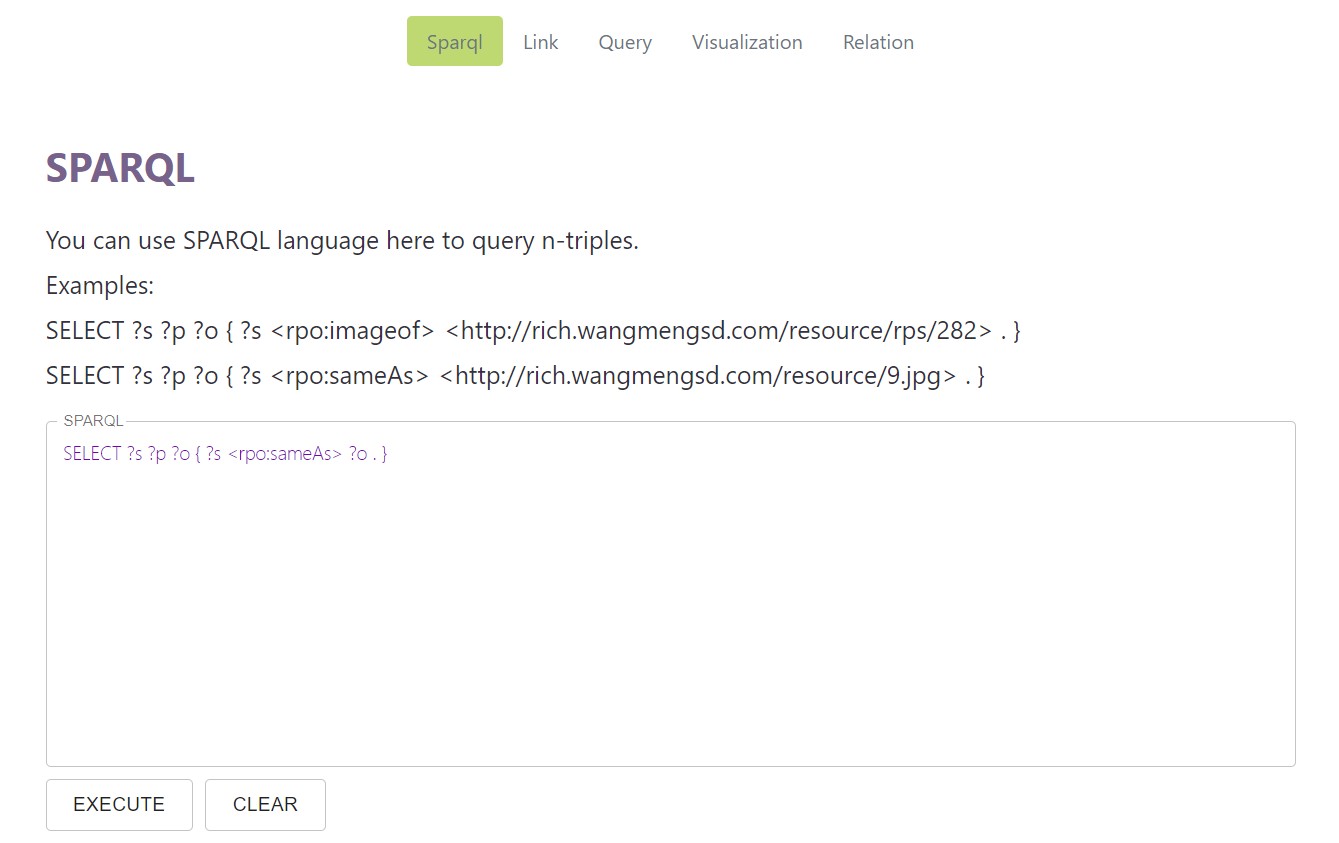 Sparql Link Query Visualization Relation
SPARQL
You can use SPARQL language here to query n-triples.
Examples:
SELECT ?s ?p ?o { ?s <rpo:imageof> <http://rich.wangmengsd.com/resource/rps/282> . }
SELECT ?s ?p ?o { ?s <rpo:sameAs> <http://rich.wangmengsd.com/resource/9.jpg> . }
SPARQL
SELECT ?s ?p ?o { ?s <rpo:sameAs> ?o . }
EXECUTE CLEAR